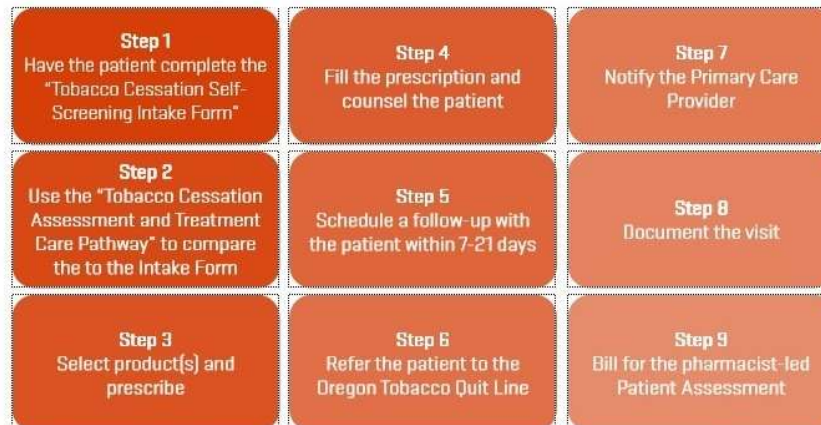 Step 1
Have the patient complete the
"Tobacco Cessation Self-
Screening Intake Form"
Step 2
Use the "Tobacco Cessation
Assessment and Treatment
Care Pathway" to compare
the to the Intake Form
Step 3
Select product(s) and
prescribe
Step 4
Fill the prescription and
counsel the patient
Step 5
Schedule a follow-up with
the patient within 7-21 days
Step 6
Refer the patient to the
Oregon Tobacco Quit Line
Step 7
Notify the Primary Care
Provider
Step 8
Document the visit
Step 9
Bill for the pharmacist-led
Patient Assessment